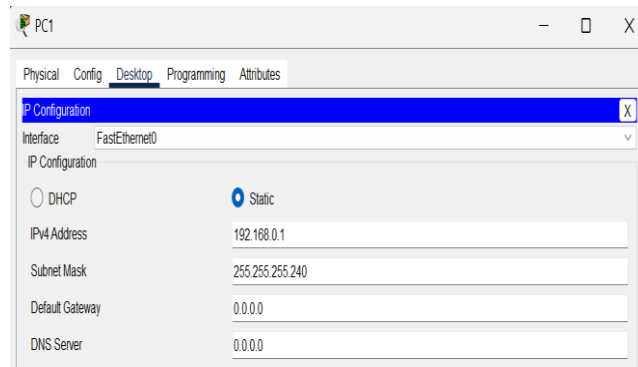 PC1
Physical Config Desktop Programming Attributes
IP Configuration X
Interface FastEthernet0
IP Configuration
DHCP Static
IPv4 Address 192.168.0.1
Subnet Mask 255.255.255.240
Default Gateway 0.0.0.0
DNS Server 0.0.0.0